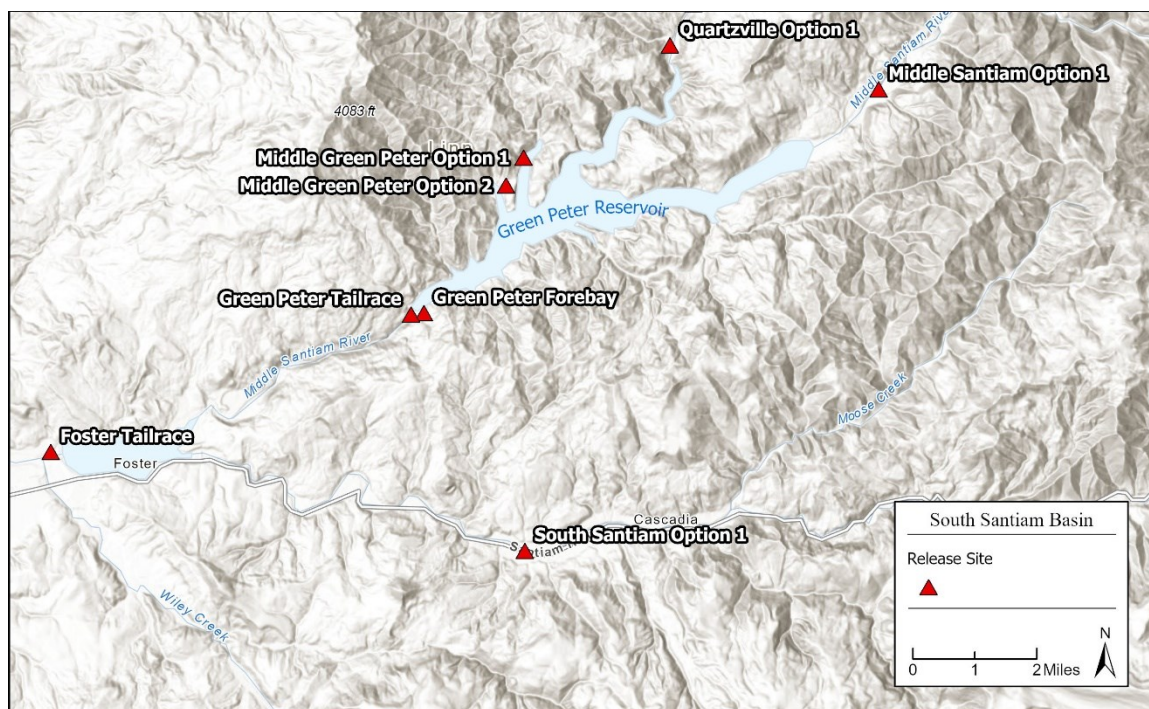 Quartzville Option 1
Middle Santiam River
Middle Santiam Option 1
4083 ft
Linn
Middle Green Peter Option 1
Middle Green Peter Option 2
Green Peter Reservoir
Green Peter Tailrace
Green Peter Forebay
Middle Santiam River
Moose Creek
Foster Tailrace
Foster
Cascadia
South Santiam Option 1
Wiley Creek
South Santiam Basin
Release Site
N
0 1 2 Miles